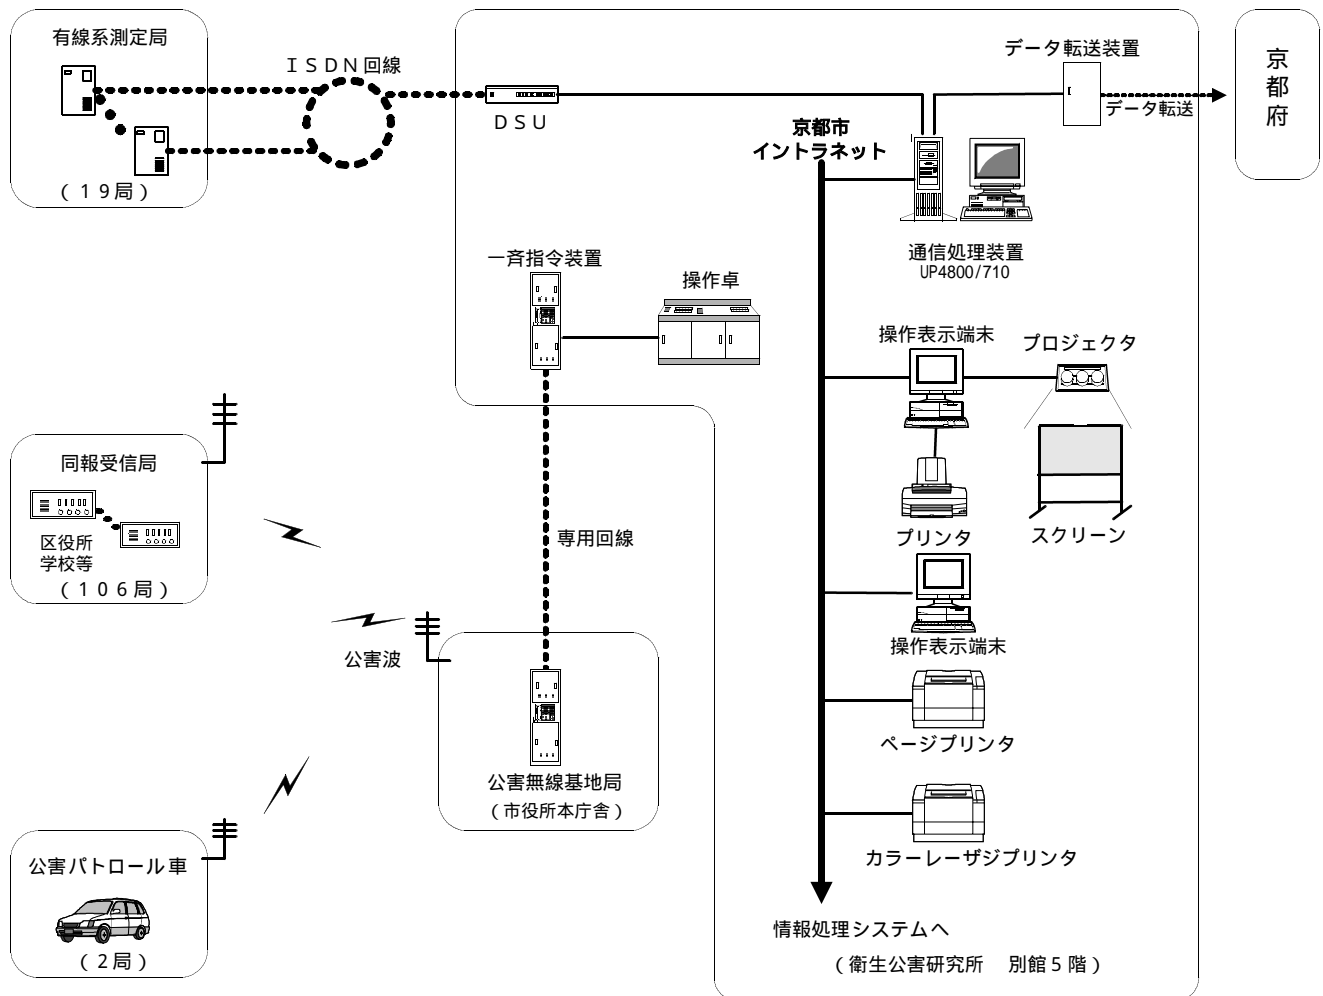 有線系測定局
（１９局）
ＩＳＤＮ回線
ＤＳＵ
京都市
イントラネット
データ転送装置
データ転送
京都府
通信処理装置
UP4800/710
一斉指令装置
操作卓
操作表示端末
プロジェクタ
プリンタ
スクリーン
同報受信局
区役所
学校等
（１０６局）
専用回線
公害波
操作表示端末
ページプリンタ
公害無線基地局
（市役所本庁舎）
カラーレーザジプリンタ
公害パトロール車
（２局）
情報処理システムへ
（衛生公害研究所　別館５階）